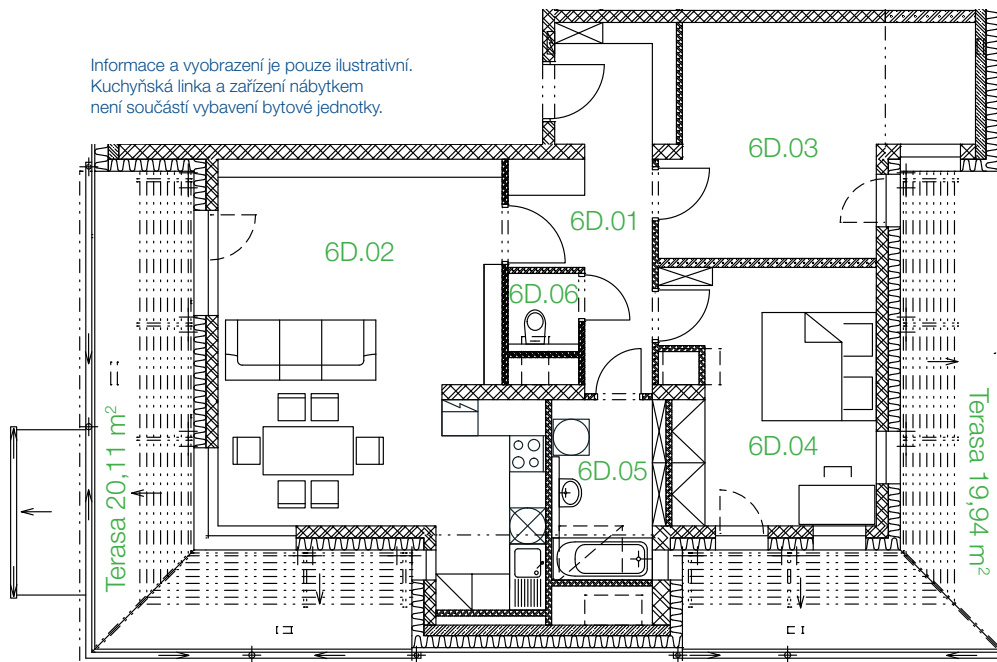 Informace a vyobrazení je pouze ilustrativní.
Kuchyňská linka a zařízení nábytkem
není součástí vybavení bytové jednotky.
6D.03
6D.01
6D.02
6D.06
6D.04
6D.05
Terasa 20,11 m²
Terasa 19,94 m²